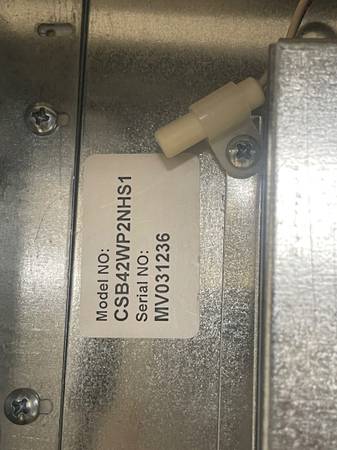 Model NO:
CSB42WP2NHS1
Serial NO:
MV031236